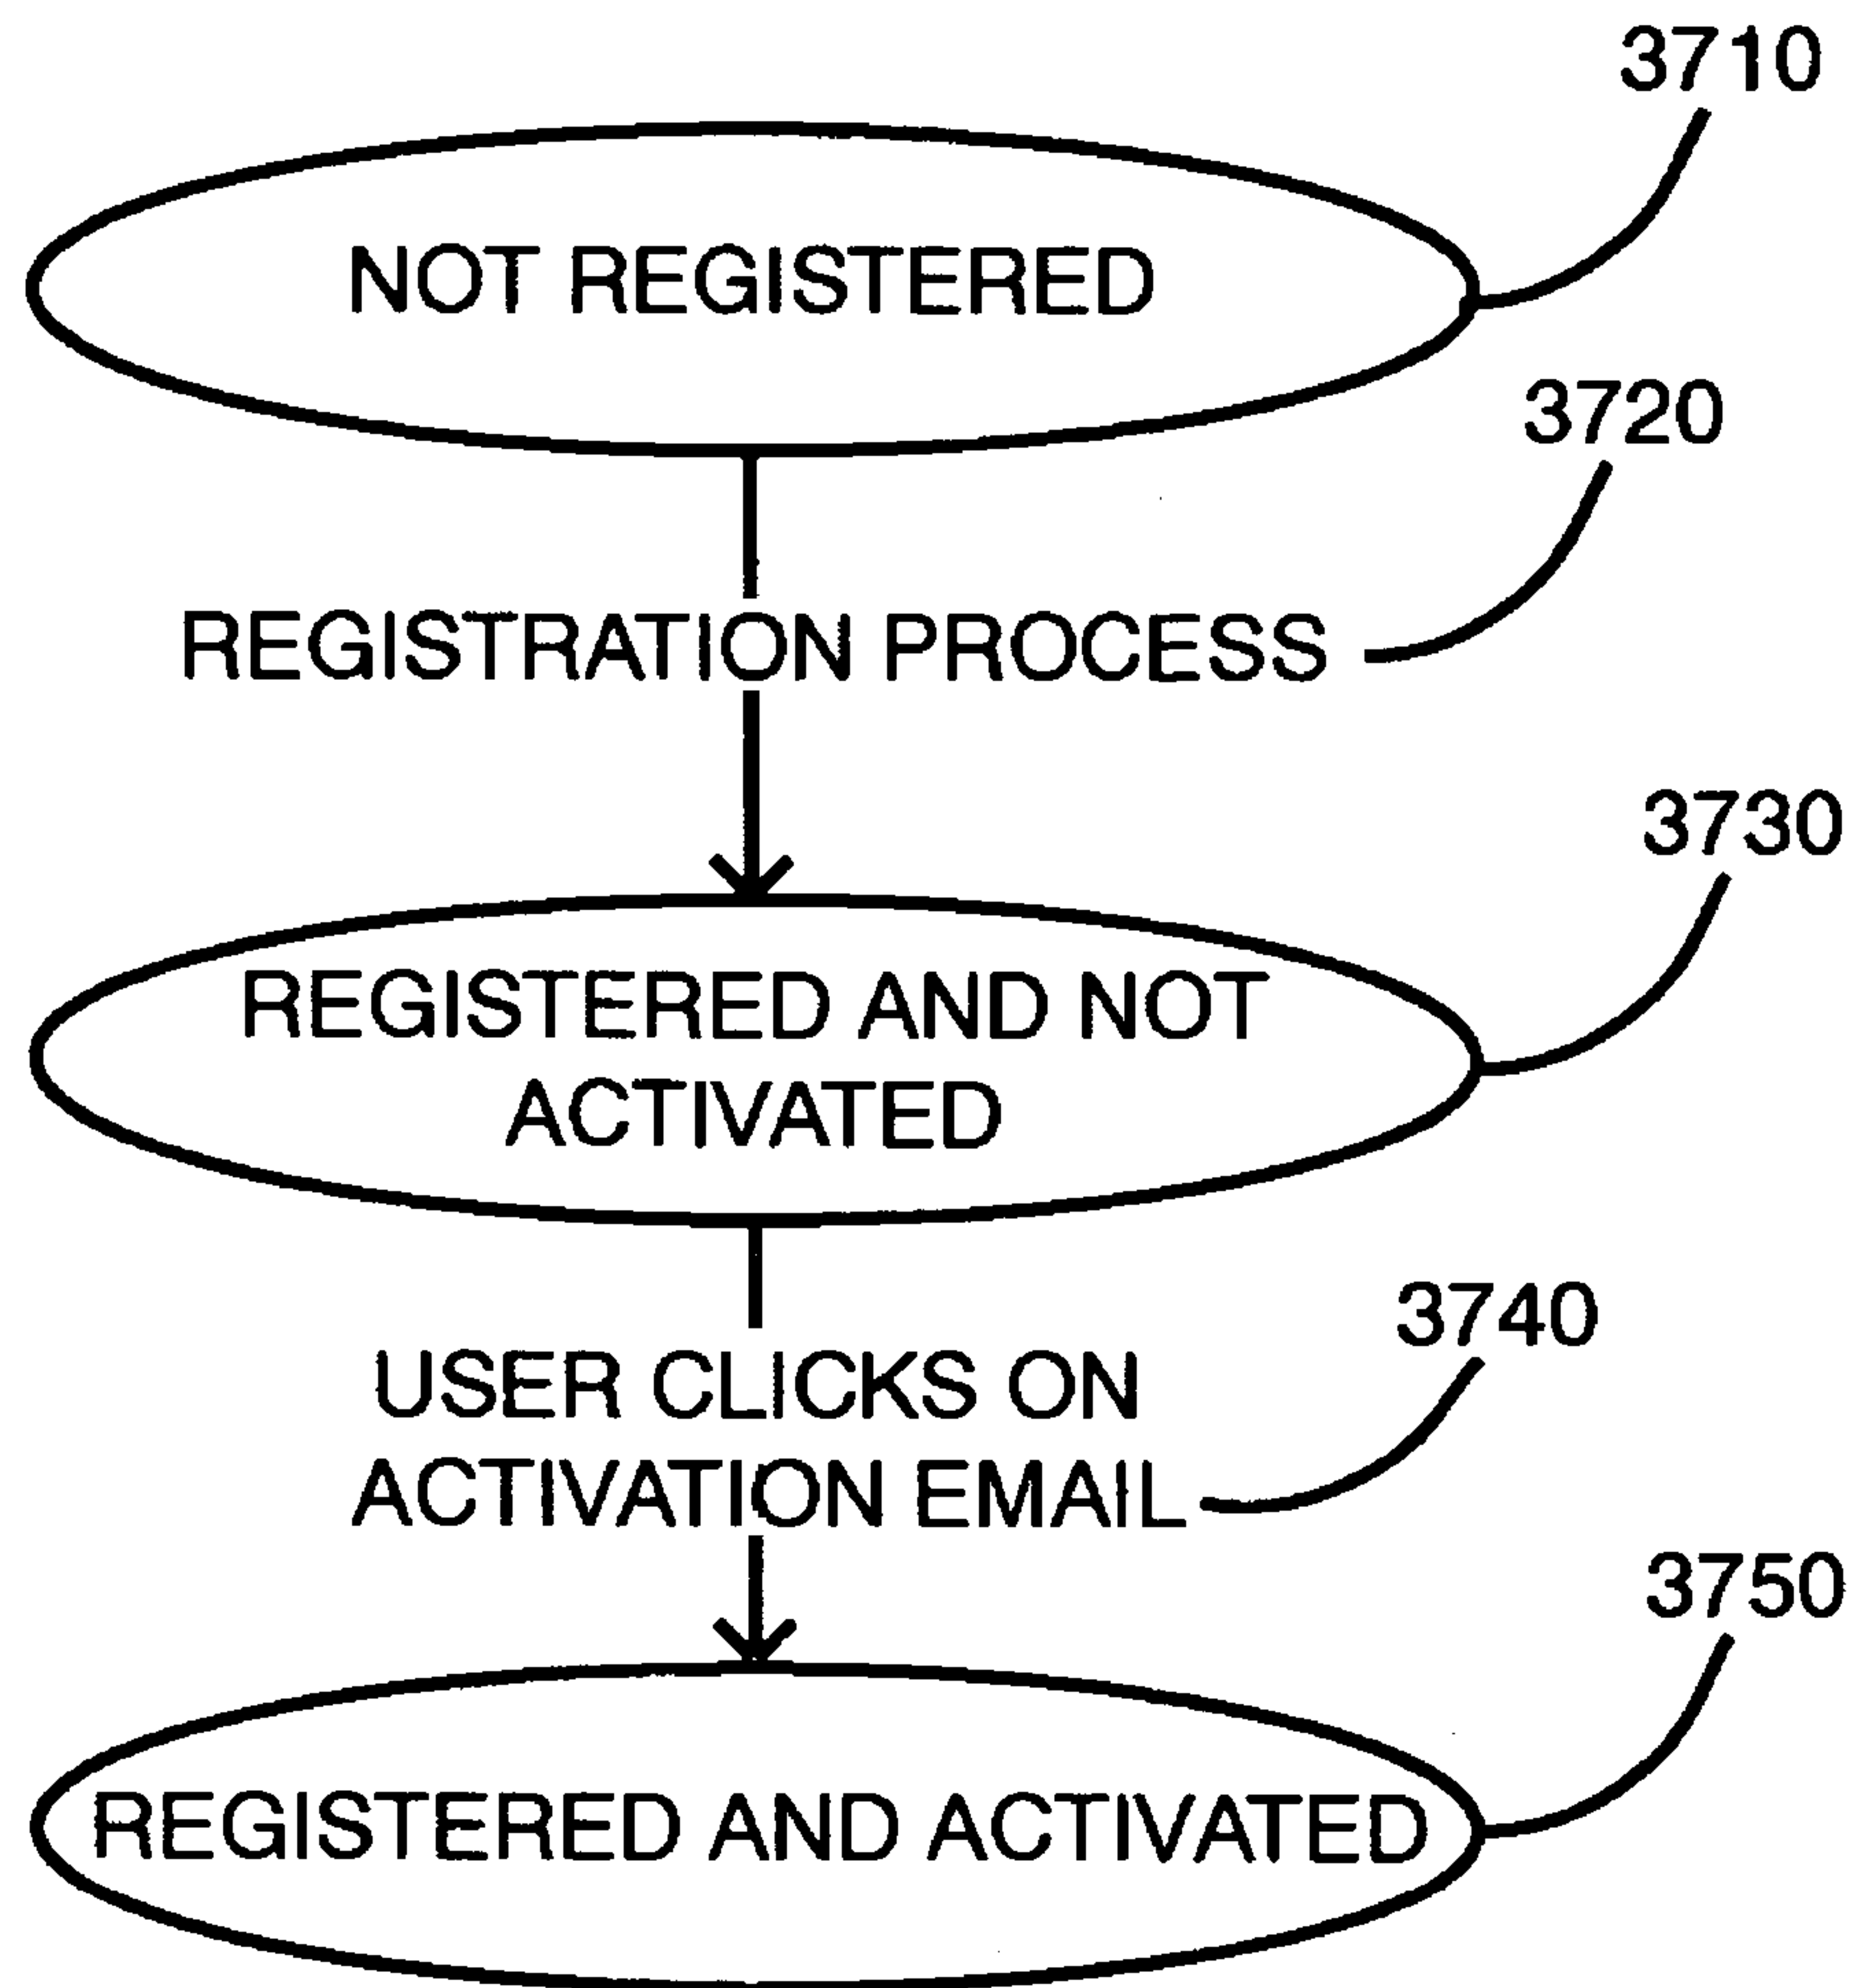 3710
NOT REGISTERED
3720
REGISTRATION PROCESS
3730
REGISTERED AND NOT
ACTIVATED
3740
USER CLICKS ON
ACTIVATION EMAIL
3750
REGISTERED AND ACTIVATED